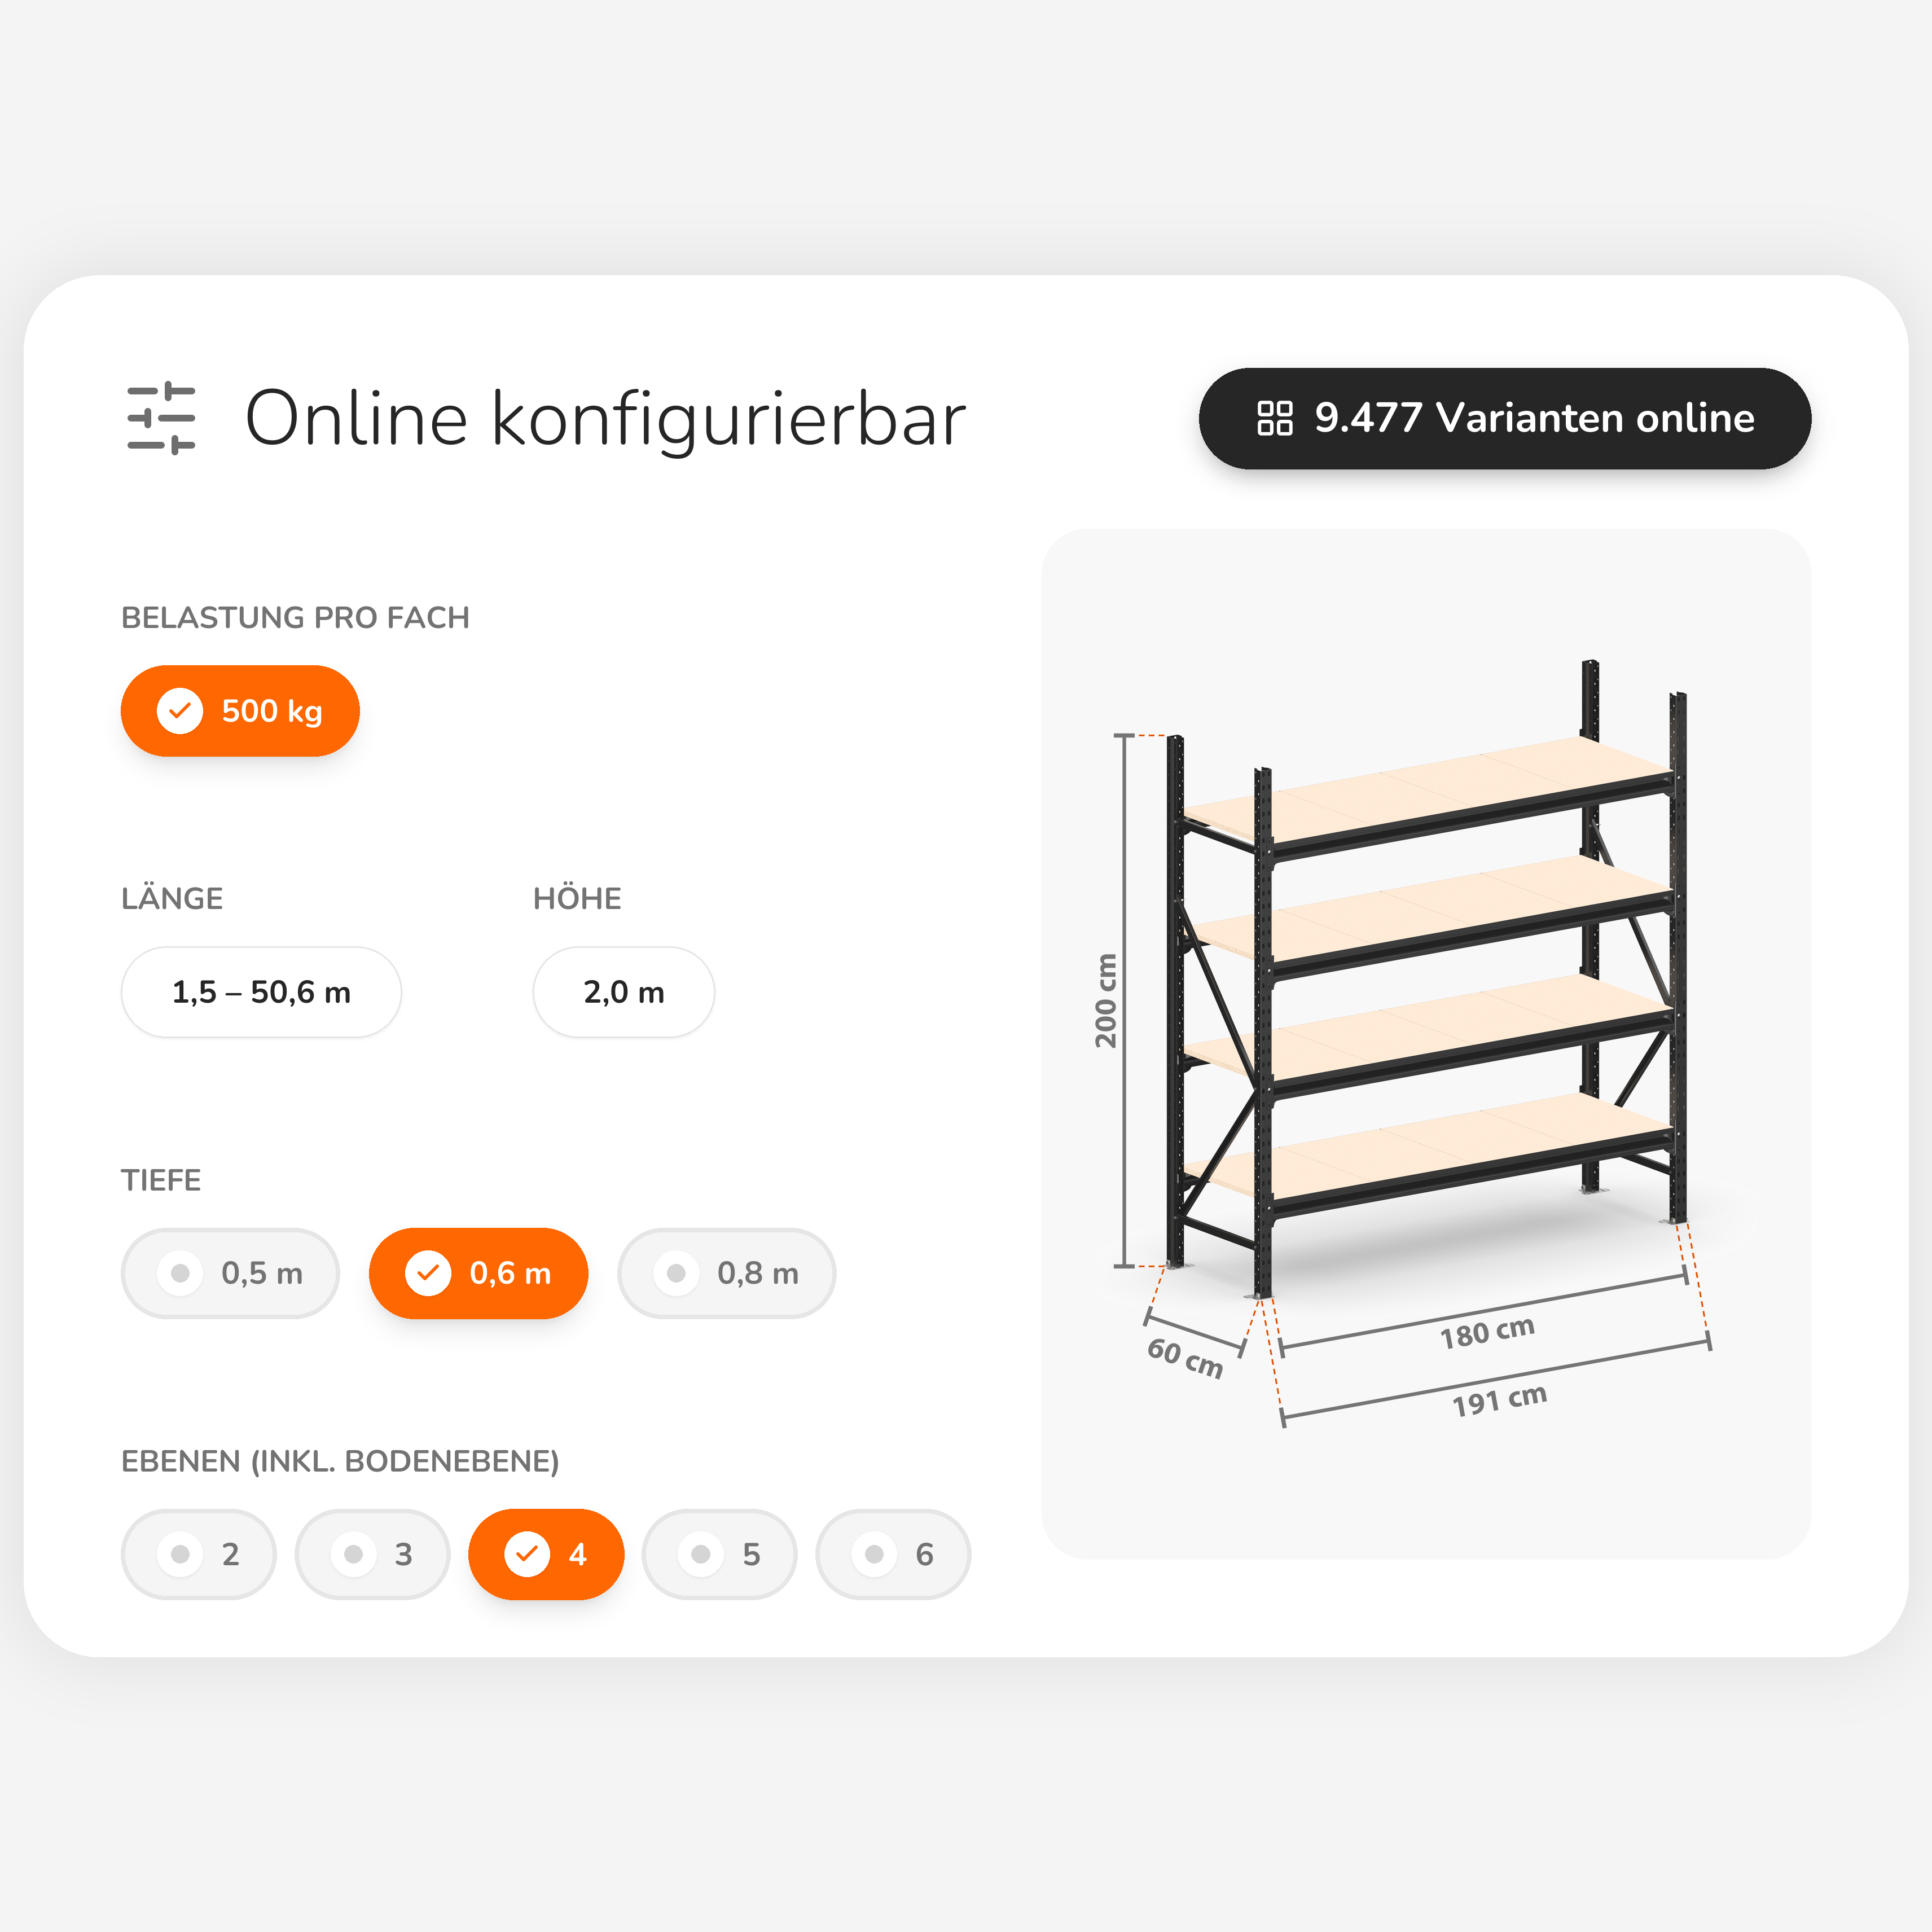 Online konfigurierbar
9.477 Varianten online
BELASTUNG PRO FACH
500 kg
LÄNGE
HÖHE
1,5 – 50,6 m
2,0 m
TIEFE
0,5 m
0,6 m
0,8 m
EBENEN (INKL. BODENEBENE)
2
3
4
5
6
200 cm
60 cm
180 cm
191 cm